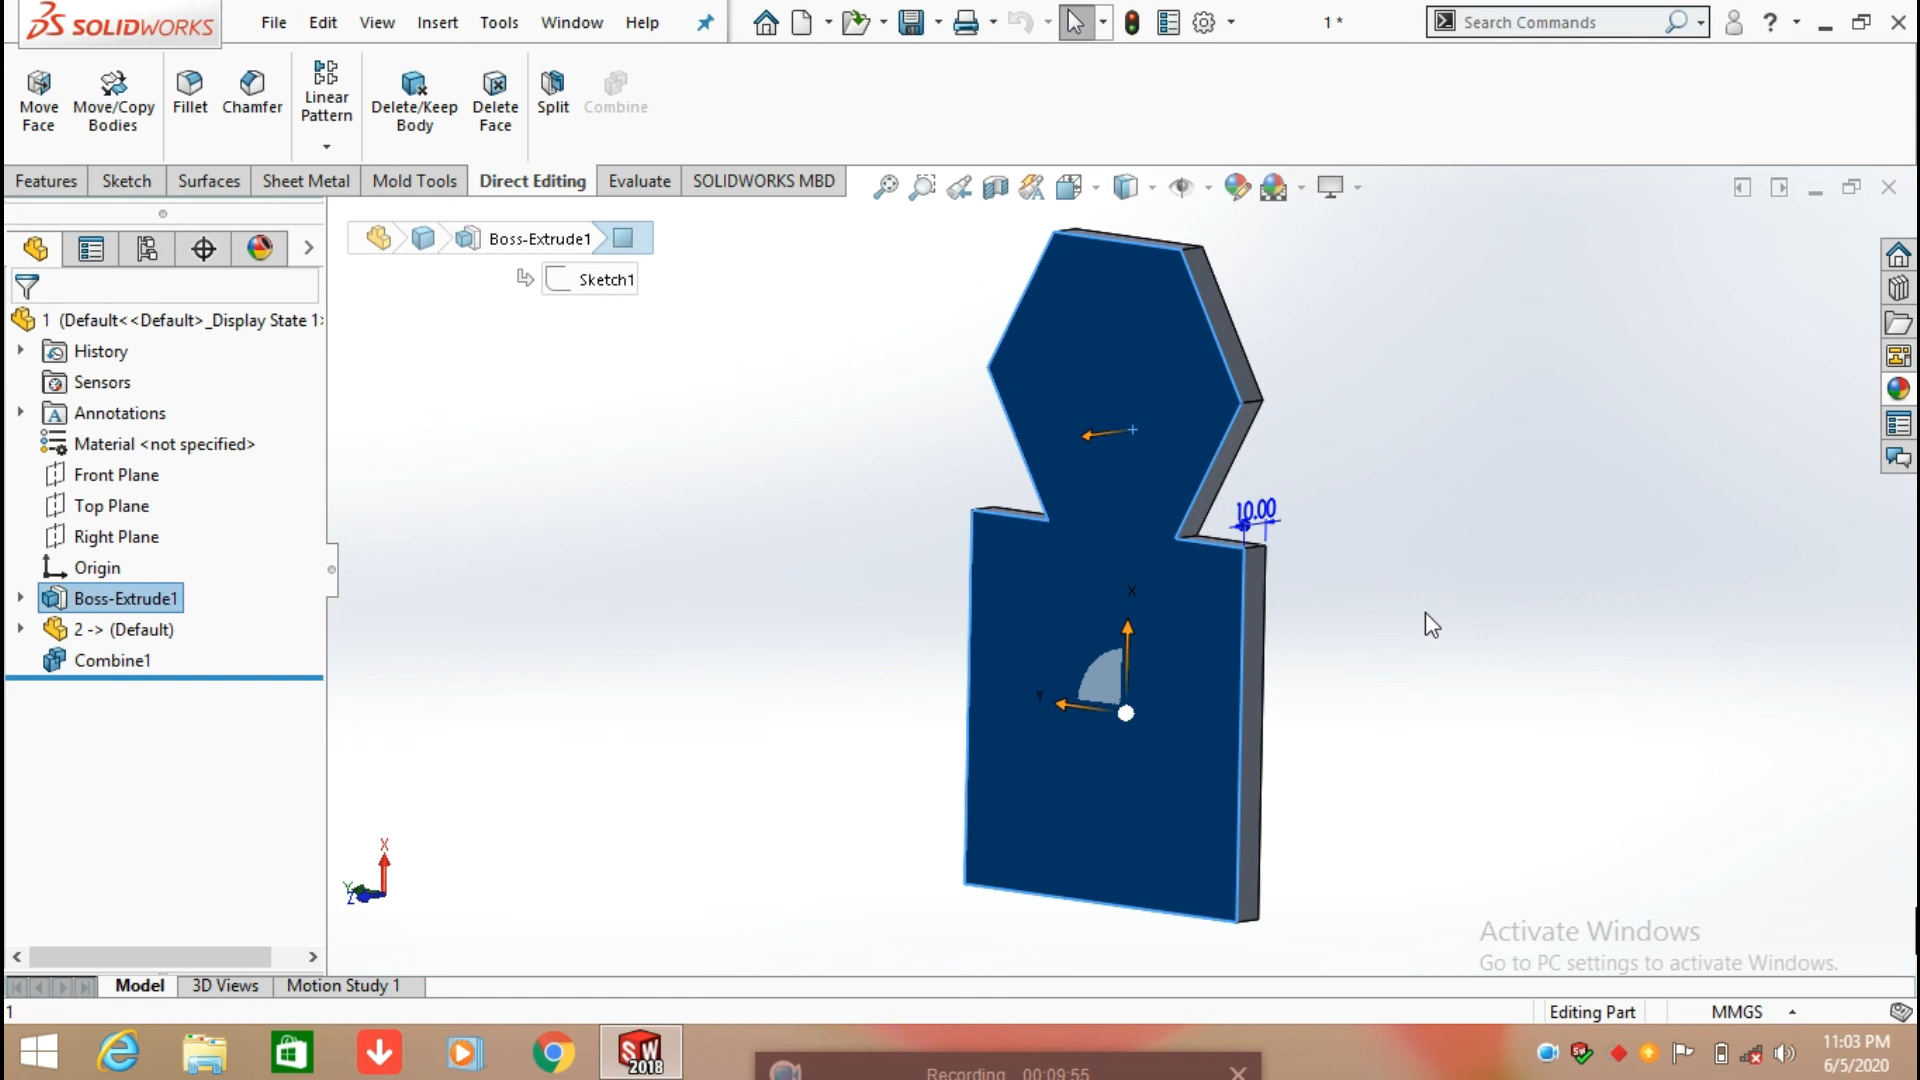 SOLIDWORKS
File Edit View Insert Tools Window Help
1 *
Search Commands
?
Move Face
Move/Copy Bodies
Fillet
Chamfer
Linear Pattern
Delete/Keep Body
Delete Face
Split
Combine
Features Sketch Surfaces Sheet Metal Mold Tools Direct Editing Evaluate SOLIDWORKS MBD
Boss-Extrude1
Sketch1
1 (Default<<Default>_Display State 1>
History
Sensors
Annotations
Material <not specified>
Front Plane
Top Plane
Right Plane
Origin
Boss-Extrude1
2 -> (Default)
Combine1
10.00
X
Y
X
Y
Z
Activate Windows
Go to PC settings to activate Windows.
Model 3D Views Motion Study 1
1
Editing Part
MMGS
SW
2018
Recording 00:09:55
11:03 PM
6/5/2020